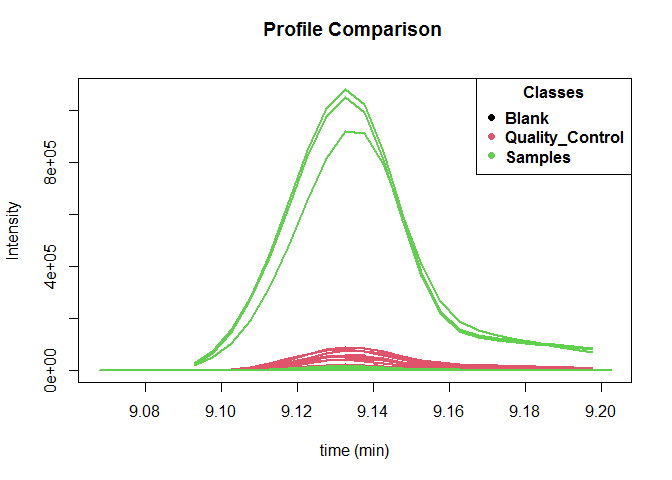 Profile Comparison
Classes
Blank
Quality_Control
Samples
Intensity
8e+05
4e+05
0e+00
9.08 9.10 9.12 9.14 9.16 9.18 9.20
time (min)